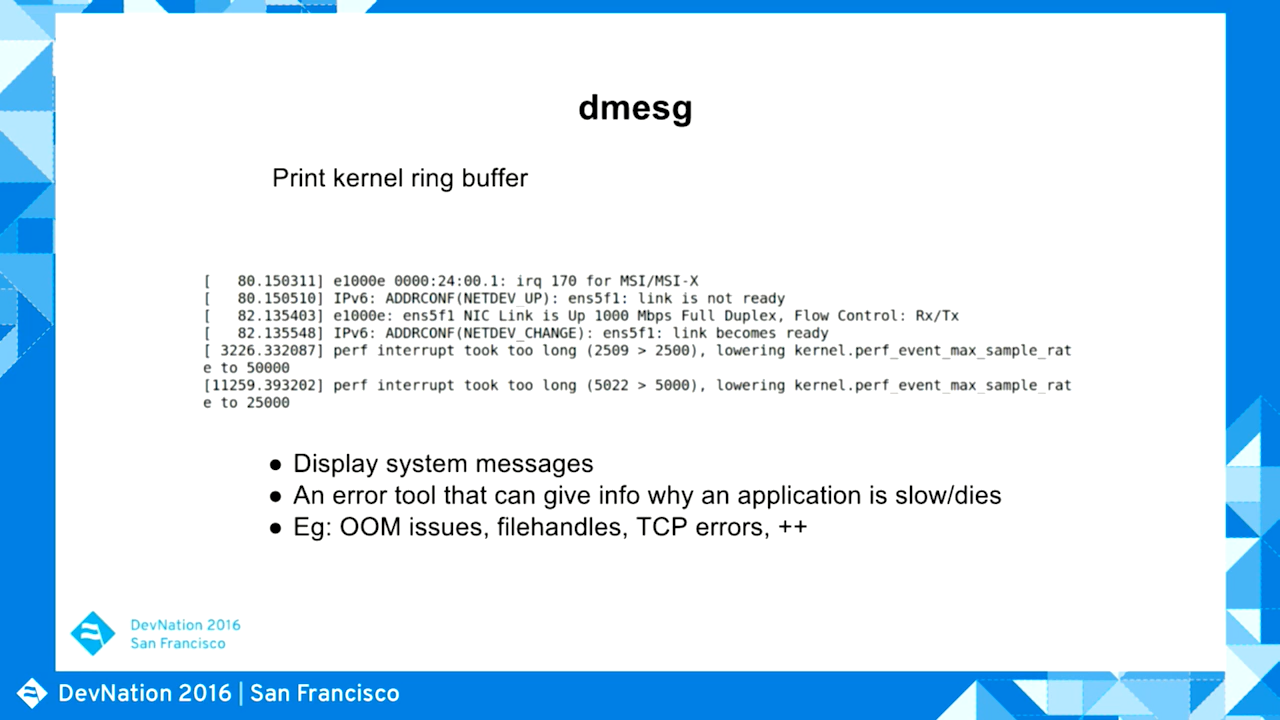 dmesg
Print kernel ring buffer
[   80.150311] e1000e 0000:24:00.1: irq 170 for MSI/MSI-X
[   80.150510] IPv6: ADDRCONF(NETDEV_UP): ens5f1: link is not ready
[   82.135403] e1000e: ens5f1 NIC Link is Up 1000 Mbps Full Duplex, Flow Control: Rx/Tx
[   82.135548] IPv6: ADDRCONF(NETDEV_CHANGE): ens5f1: link becomes ready
[ 3226.332087] perf interrupt took too long (2509 > 2500), lowering kernel.perf_event_max_sample_rat
e to 50000
[11259.393202] perf interrupt took too long (5022 > 5000), lowering kernel.perf_event_max_sample_rat
e to 25000
● Display system messages
● An error tool that can give info why an application is slow/dies
● Eg: OOM issues, filehandles, TCP errors, ++
DevNation 2016
San Francisco
DevNation 2016 | San Francisco